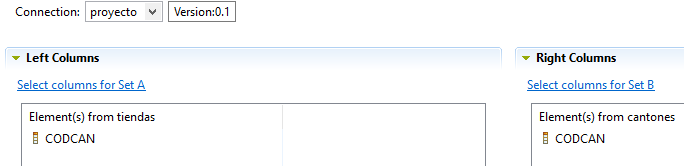 Connection: proyecto Version:0.1
Left Columns Right Columns
Select columns for Set A Select columns for Set B
Element(s) from tiendas Element(s) from cantones
CODCAN CODCAN